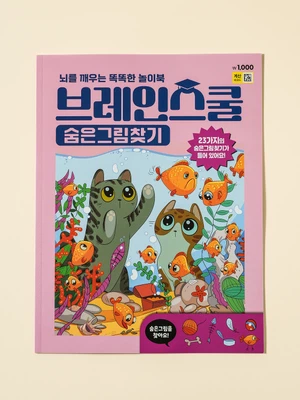 뇌를 깨우는 똑똑한 놀이북
₩1,000
브레인스쿨
숨은그림찾기
23가지의
숨은그림찾기가
들어 있어요!
숨은그림을
찾아요!